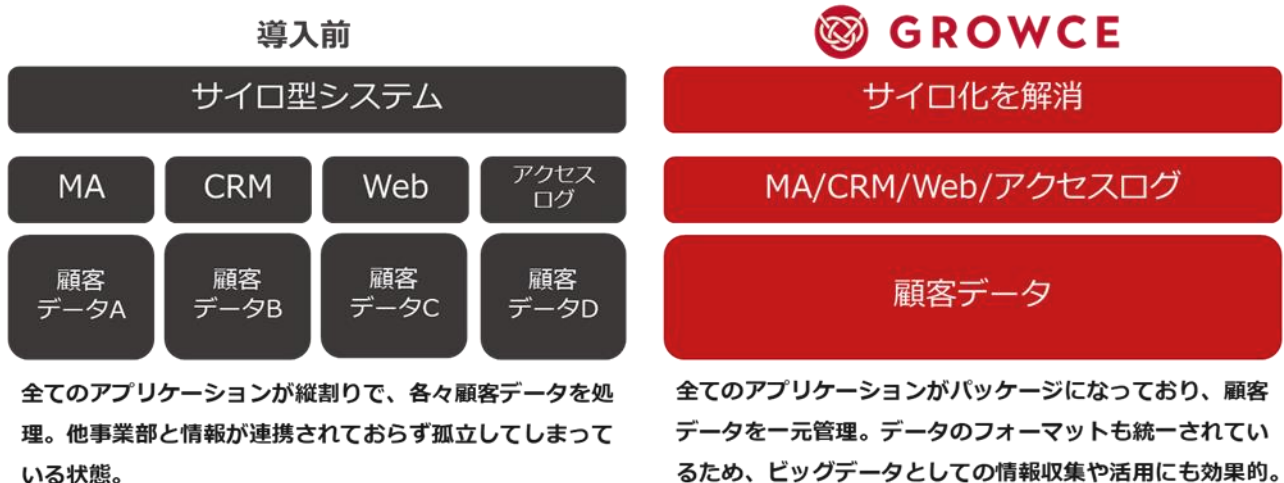 導入前
サイロ型システム
MA
CRM
Web
アクセス
ログ
顧客
データA
顧客
データB
顧客
データC
顧客
データD
全てのアプリケーションが縦割りで、各々顧客データを処
理。他事業部と情報が連携されておらず孤立してしまって
いる状態。
GROWCE
サイロ化を解消
MA/CRM/Web/アクセスログ
顧客データ
全てのアプリケーションがパッケージになっており、顧客
データを一元管理。データのフォーマットも統一されてい
るため、ビッグデータとしての情報収集や活用にも効果的。